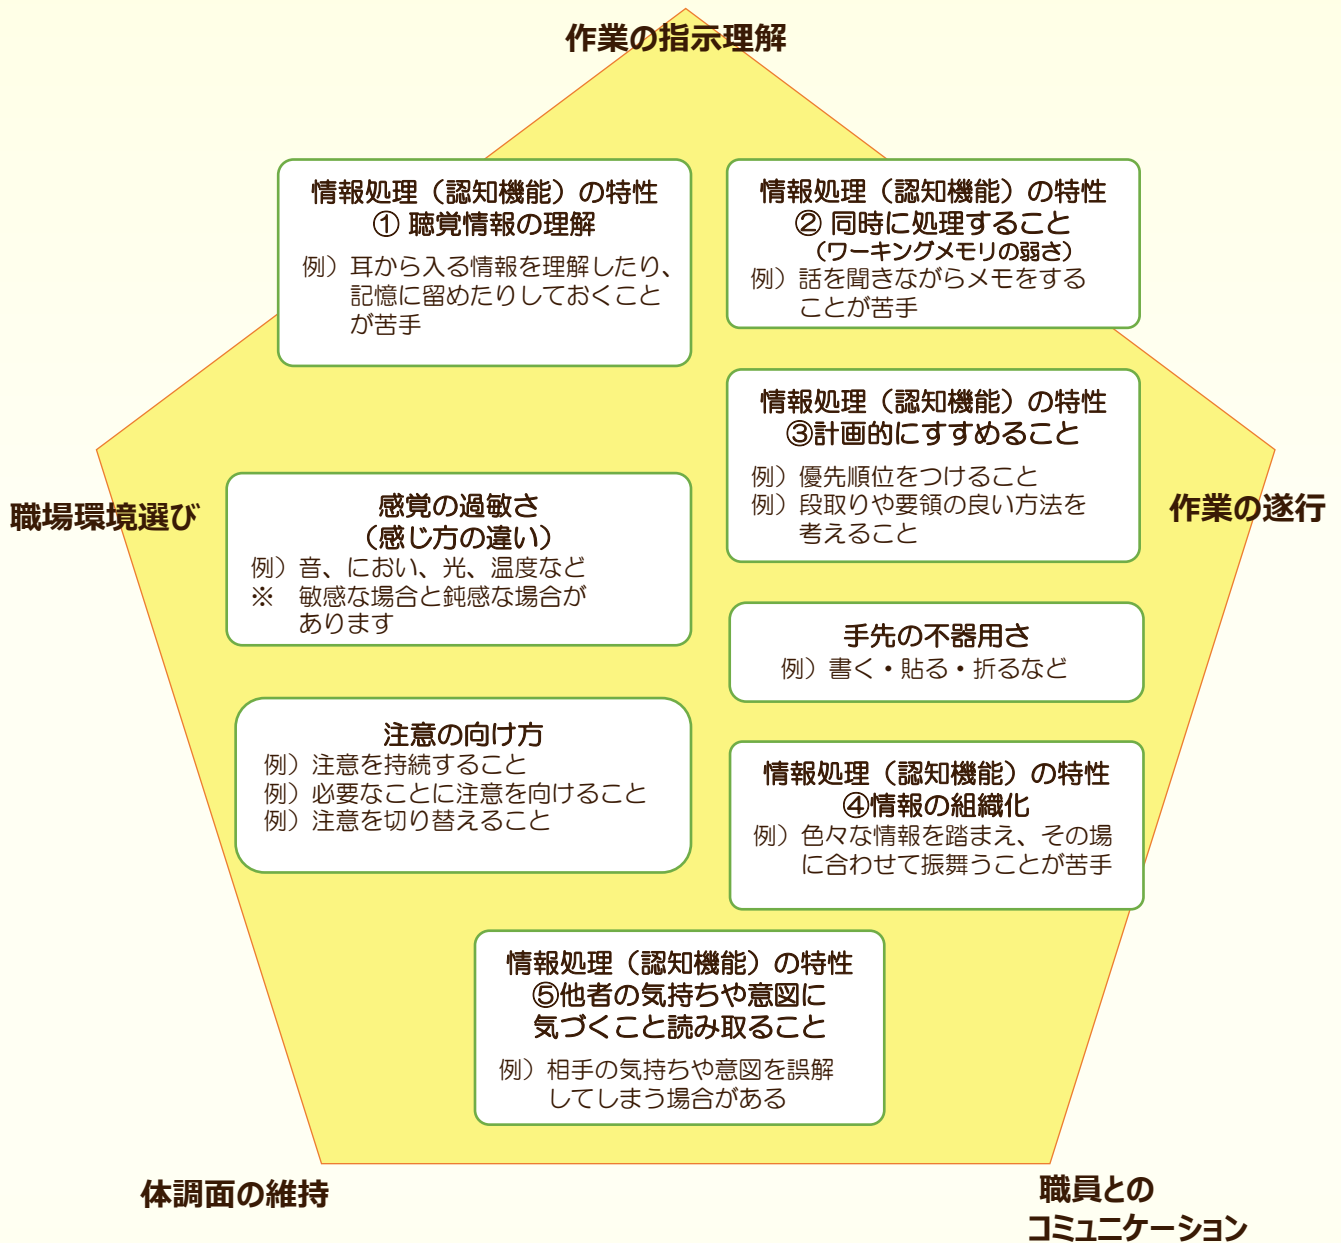 作業の指示理解
情報処理（認知機能）の特性
① 聴覚情報の理解
例）耳から入る情報を理解したり、
記憶に留めたりしておくこと
が苦手
情報処理（認知機能）の特性
② 同時に処理すること
（ワーキングメモリの弱さ）
例）話を聞きながらメモをする
ことが苦手
情報処理（認知機能）の特性
③計画的にすすめること
例）優先順位をつけること
例）段取りや要領の良い方法を
考えること
職場環境選び
感覚の過敏さ
（感じ方の違い）
例）音、におい、光、温度など
※　敏感な場合と鈍感な場合が
あります
作業の遂行
手先の不器用さ
例）書く・貼る・折るなど
注意の向け方
例）注意を持続すること
例）必要なことに注意を向けること
例）注意を切り替えること
情報処理（認知機能）の特性
④情報の組織化
例）色々な情報を踏まえ、その場
に合わせて振舞うことが苦手
情報処理（認知機能）の特性
⑤他者の気持ちや意図に
気づくこと読み取ること
例）相手の気持ちや意図を誤解
してしまう場合がある
体調面の維持
職員との
コミュニケーション